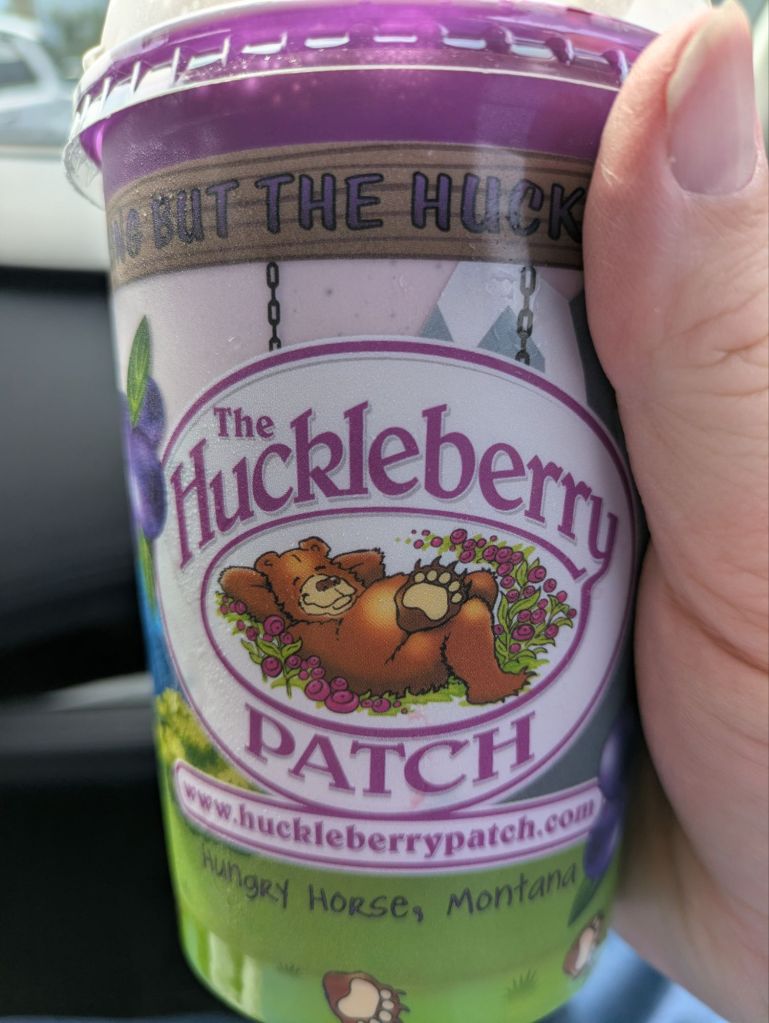 BUT THE HUCK
The
Huckleberry
PATCH
www.huckleberrypatch.com
Hungry Horse, Montana